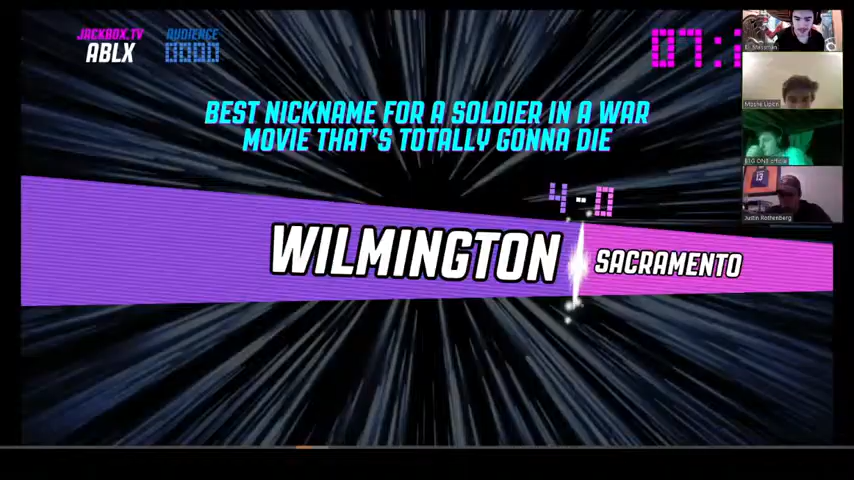 JACKBOX.TV
ABLX
AUDIENCE
BEST NICKNAME FOR A SOLDIER IN A WAR
MOVIE THAT'S TOTALLY GONNA DIE
4-0
WILMINGTON
SACRAMENTO
Justin Rothenberg